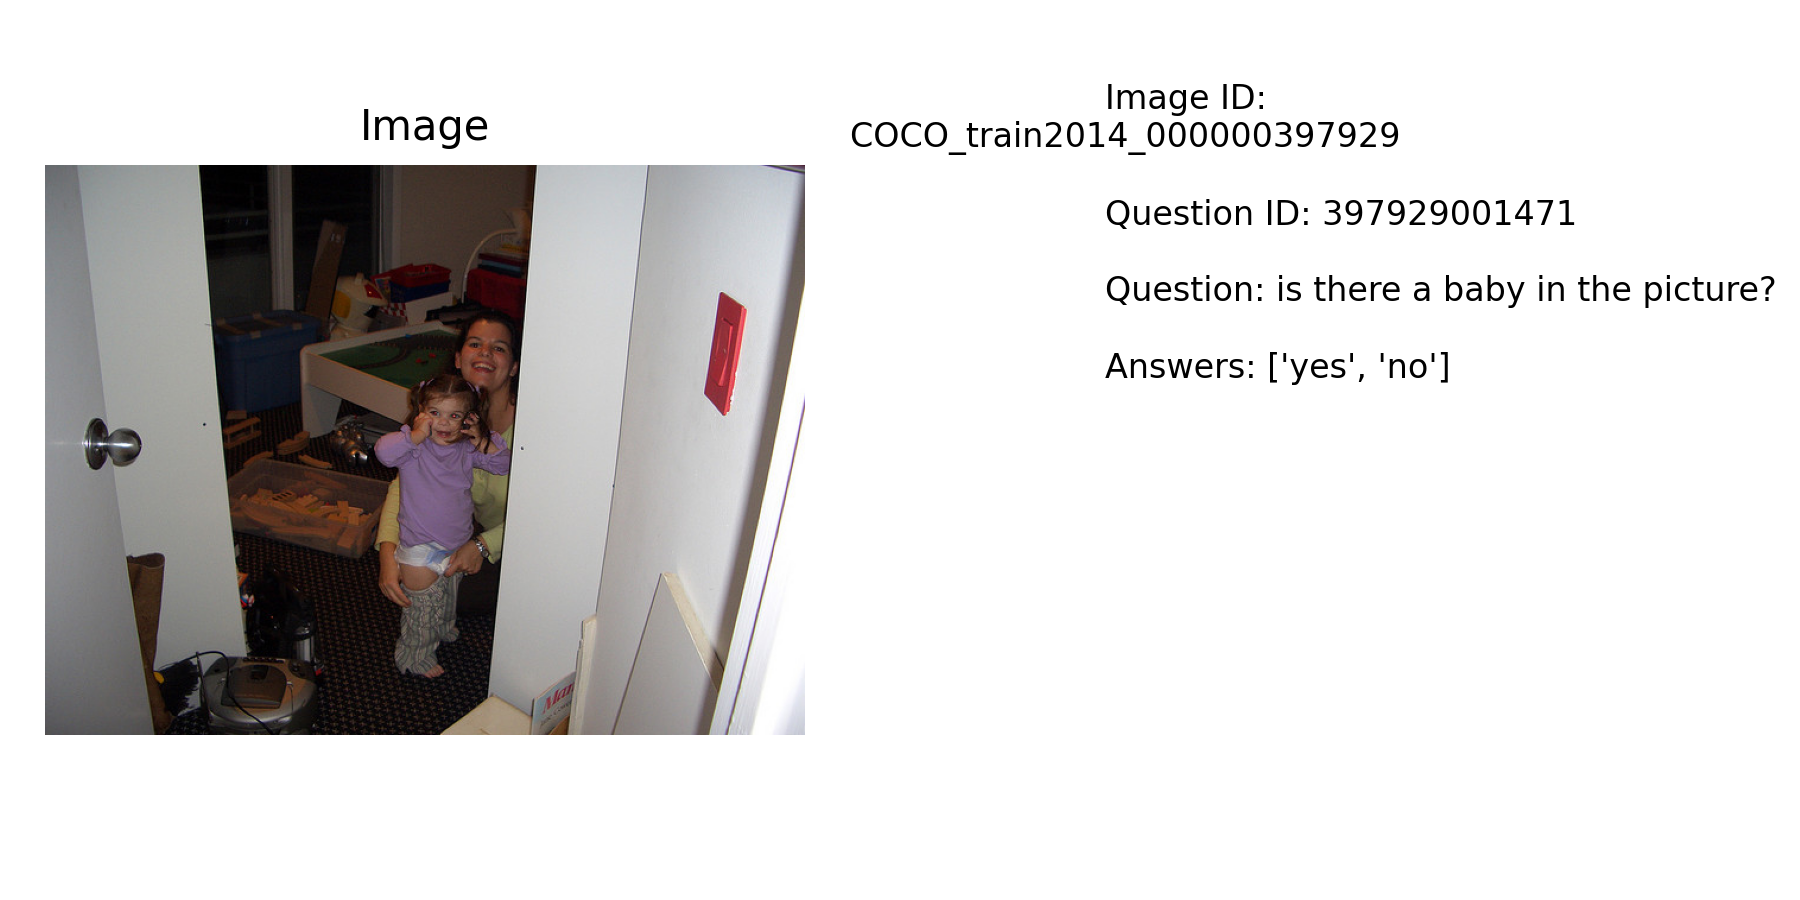 Image
Image ID:
COCO_train2014_000000397929
Question ID: 397929001471
Question: is there a baby in the picture?
Answers: ['yes', 'no']